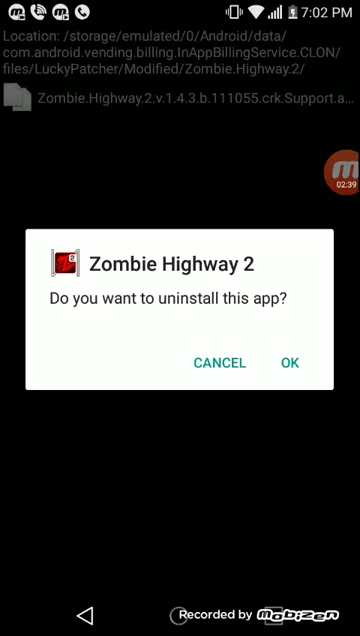 7:02 PM
Location: /storage/emulated/0/Android/data/
com.android.vending.billing.InAppBillingService.CLON/
files/LuckyPatcher/Modified/Zombie.Highway.2/
Zombie.Highway.2.v.1.4.3.b.111055.crk.Support.a...
02:39
Zombie Highway 2
Do you want to uninstall this app?
CANCEL OK
Recorded by mobizen